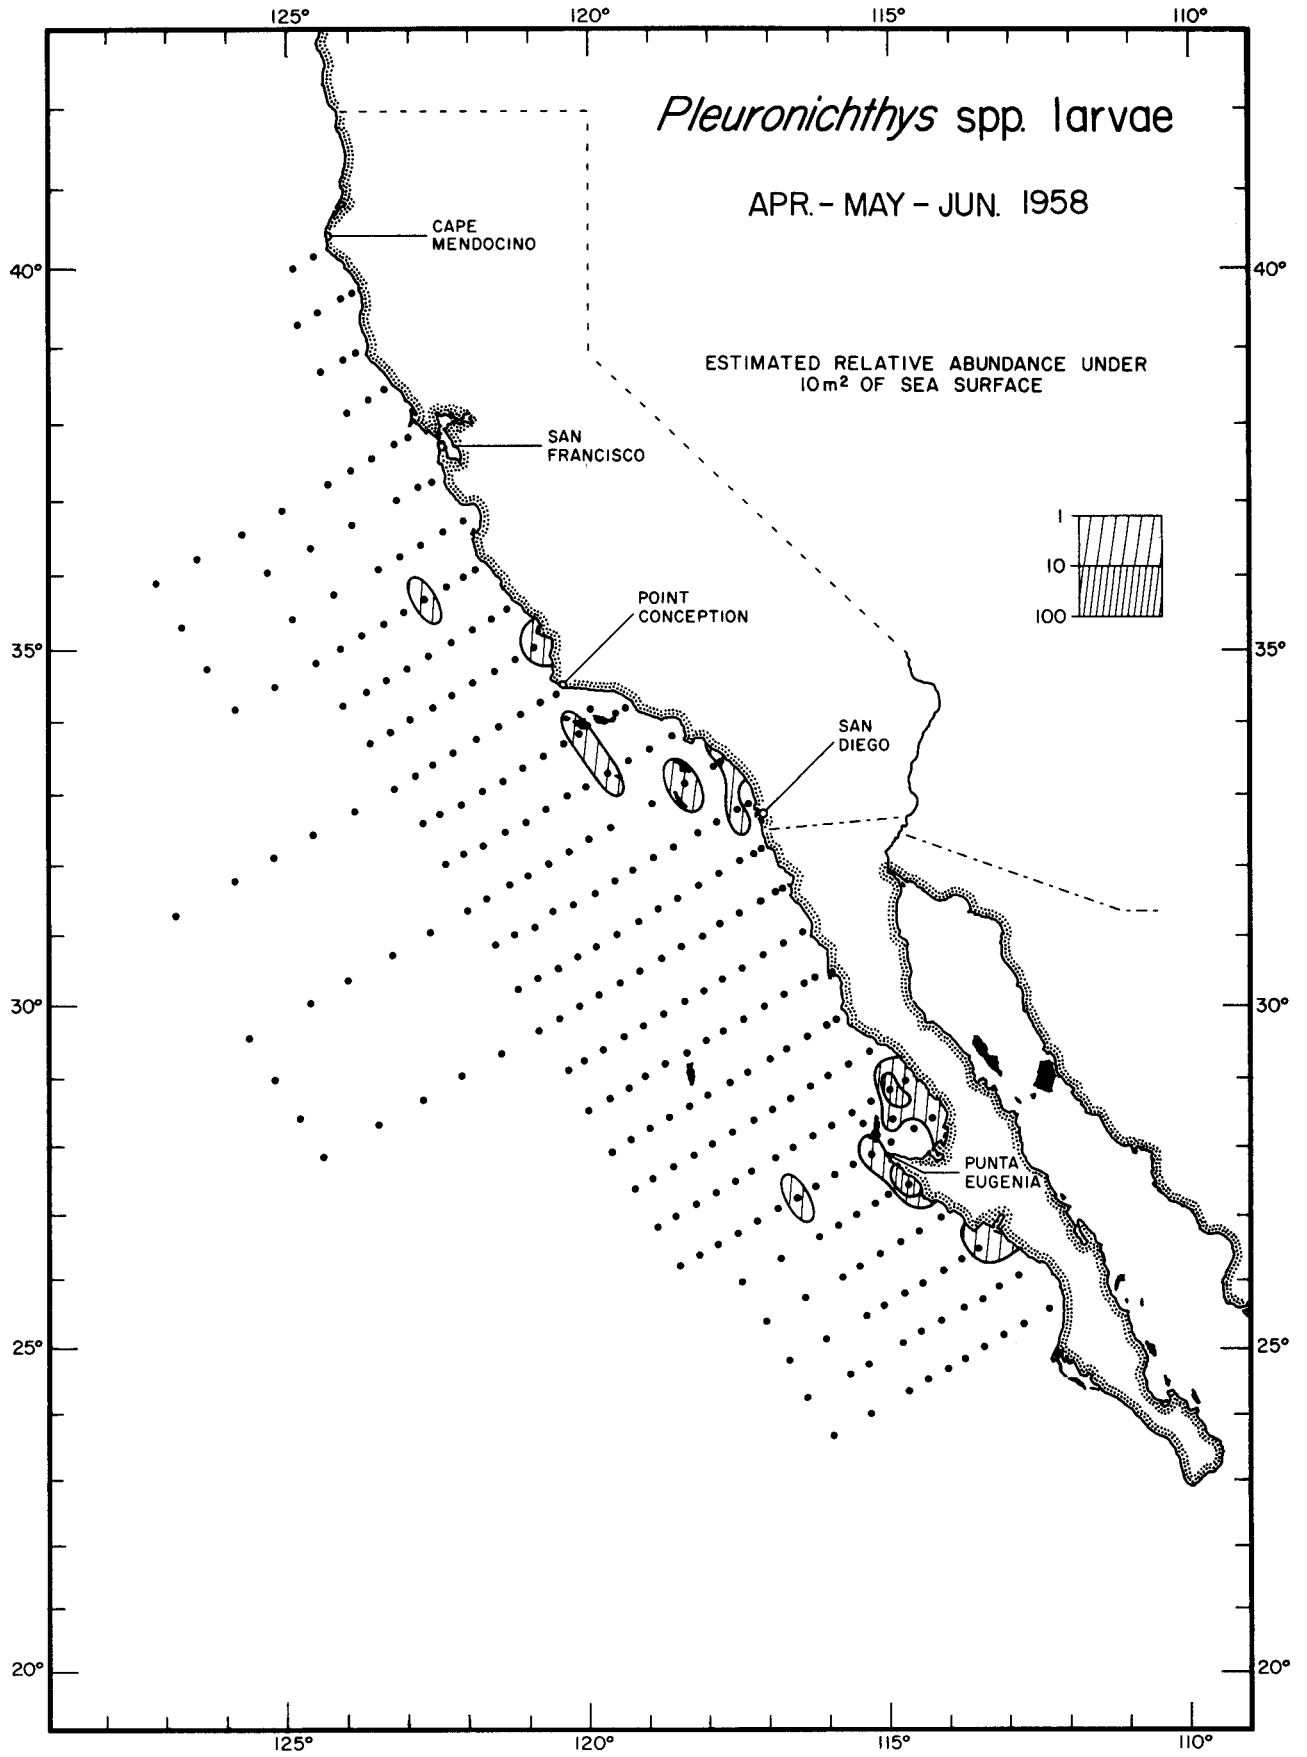 125° 120° 115° 110°
Pleuronichthys spp. larvae
APR. - MAY - JUN. 1958
CAPE
MENDOCINO
40° 40°
ESTIMATED RELATIVE ABUNDANCE UNDER
10m² OF SEA SURFACE
SAN
FRANCISCO
1
10
100
POINT
CONCEPTION
35° 35°
SAN
DIEGO
30° 30°
PUNTA
EUGENIA
25° 25°
20° 20°
125° 120° 115° 110°